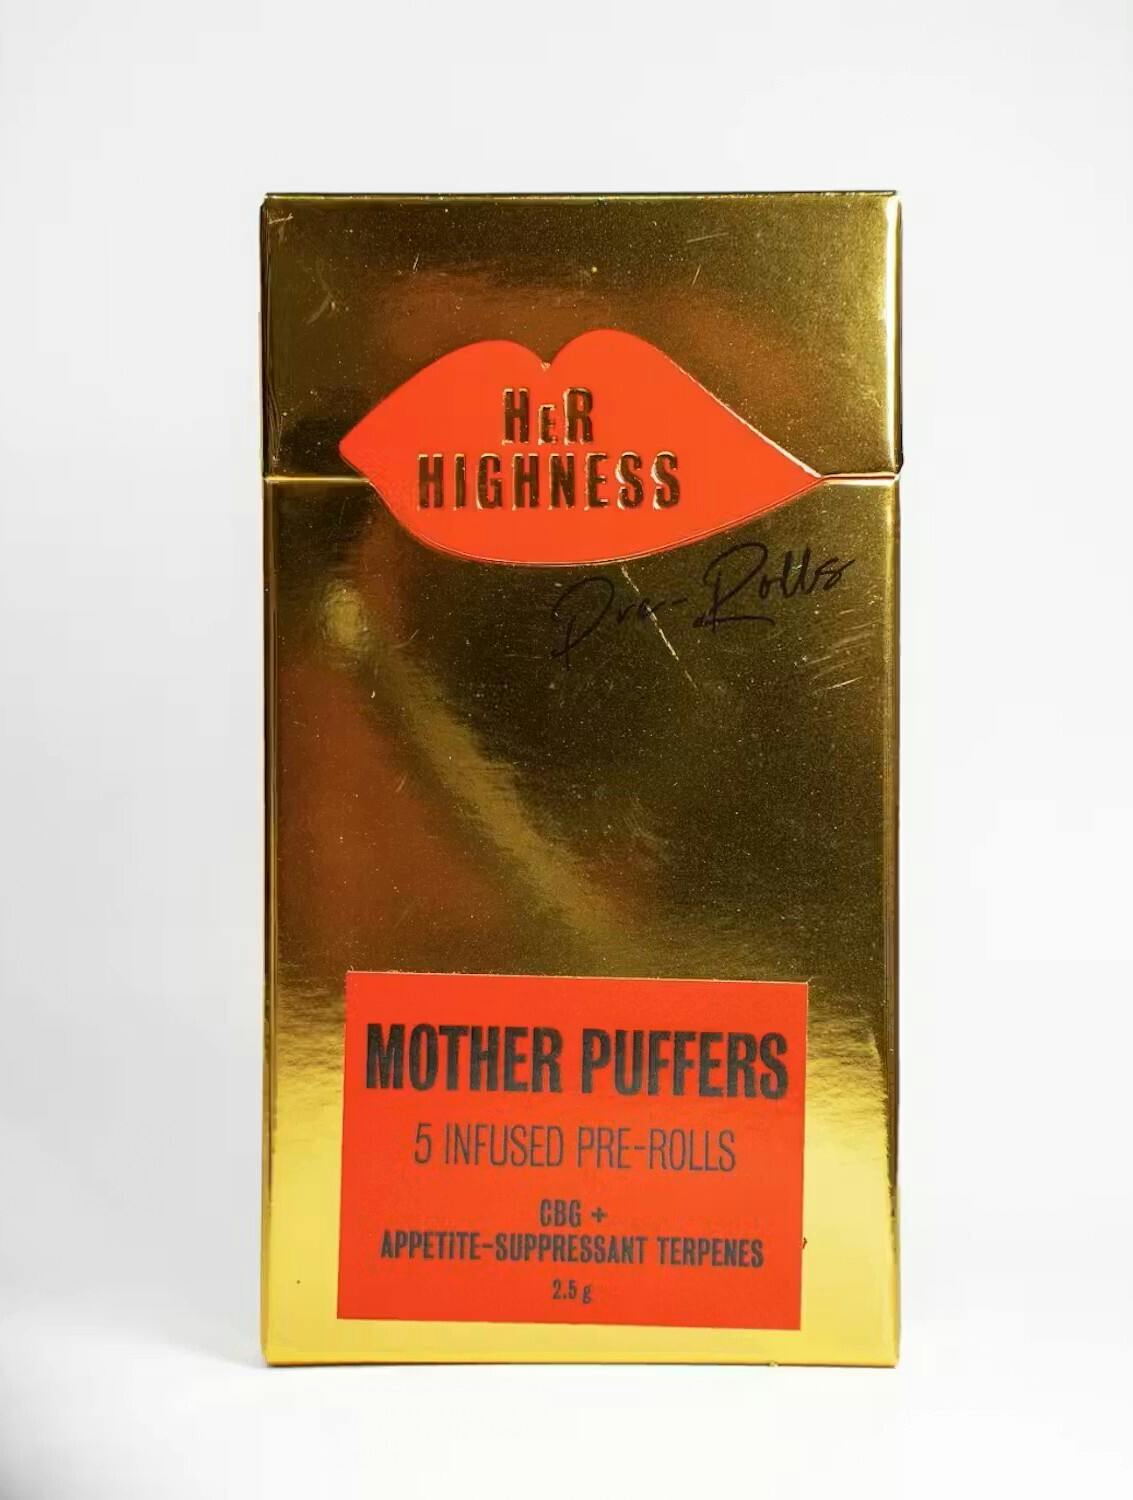 HER
HIGHNESS
Pre-Rolls
MOTHER PUFFERS
5 INFUSED PRE-ROLLS
CBG +
APPETITE-SUPPRESSANT TERPENES
2.5 g